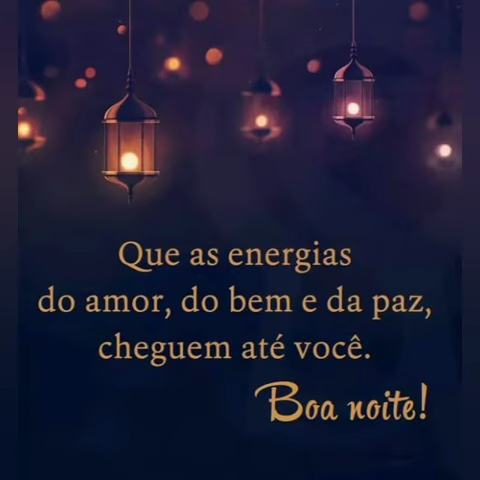 Que as energias
do amor, do bem e da paz,
cheguem até você.
Boa noite!